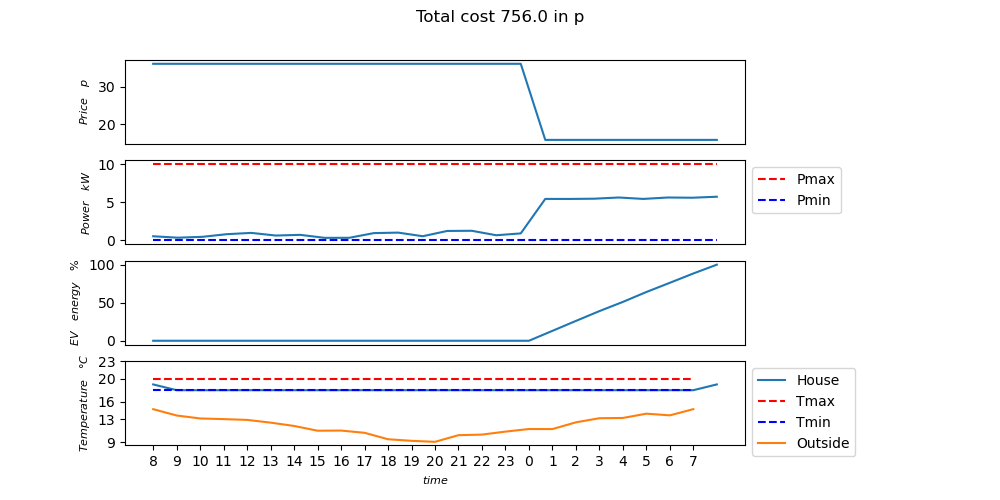 Total cost 756.0 in p
Price p
30
20
Power kW
10
5
0
Pmax
Pmin
EV energy %
100
50
0
Temperature °C
23
20
16
13
9
House
Tmax
Tmin
Outside
8 9 10 11 12 13 14 15 16 17 18 19 20 21 22 23 0 1 2 3 4 5 6 7
time